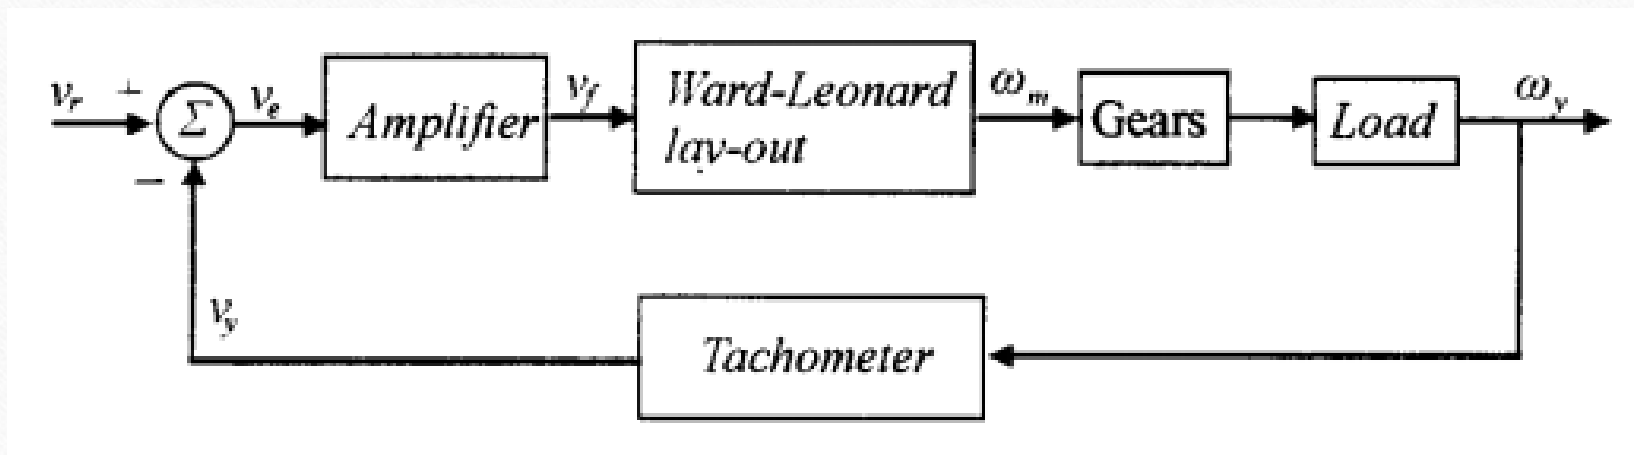 v_r
+
Σ
v_e
Amplifier
v_f
Ward-Leonard
lay-out
ω_m
Gears
Load
ω_y
−
v_y
Tachometer